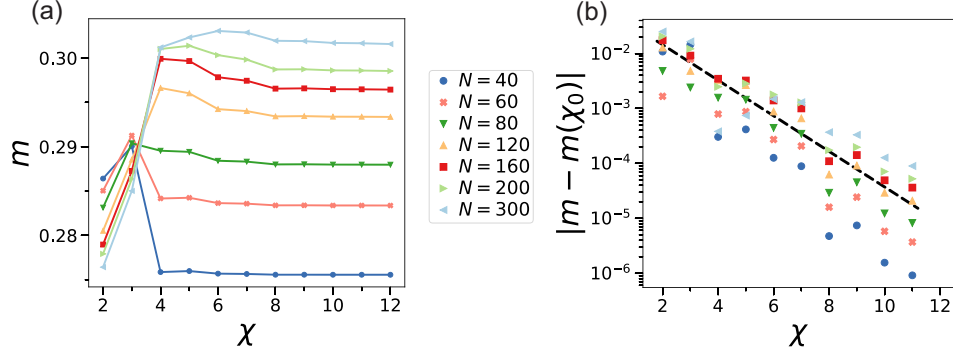 (a)
0.30
0.29
0.28
m
2 4 6 8 10 12
χ
N = 40
N = 60
N = 80
N = 120
N = 160
N = 200
N = 300
(b)
10⁻²
10⁻³
10⁻⁴
10⁻⁵
10⁻⁶
|m − m(χ₀)|
2 4 6 8 10 12
χ